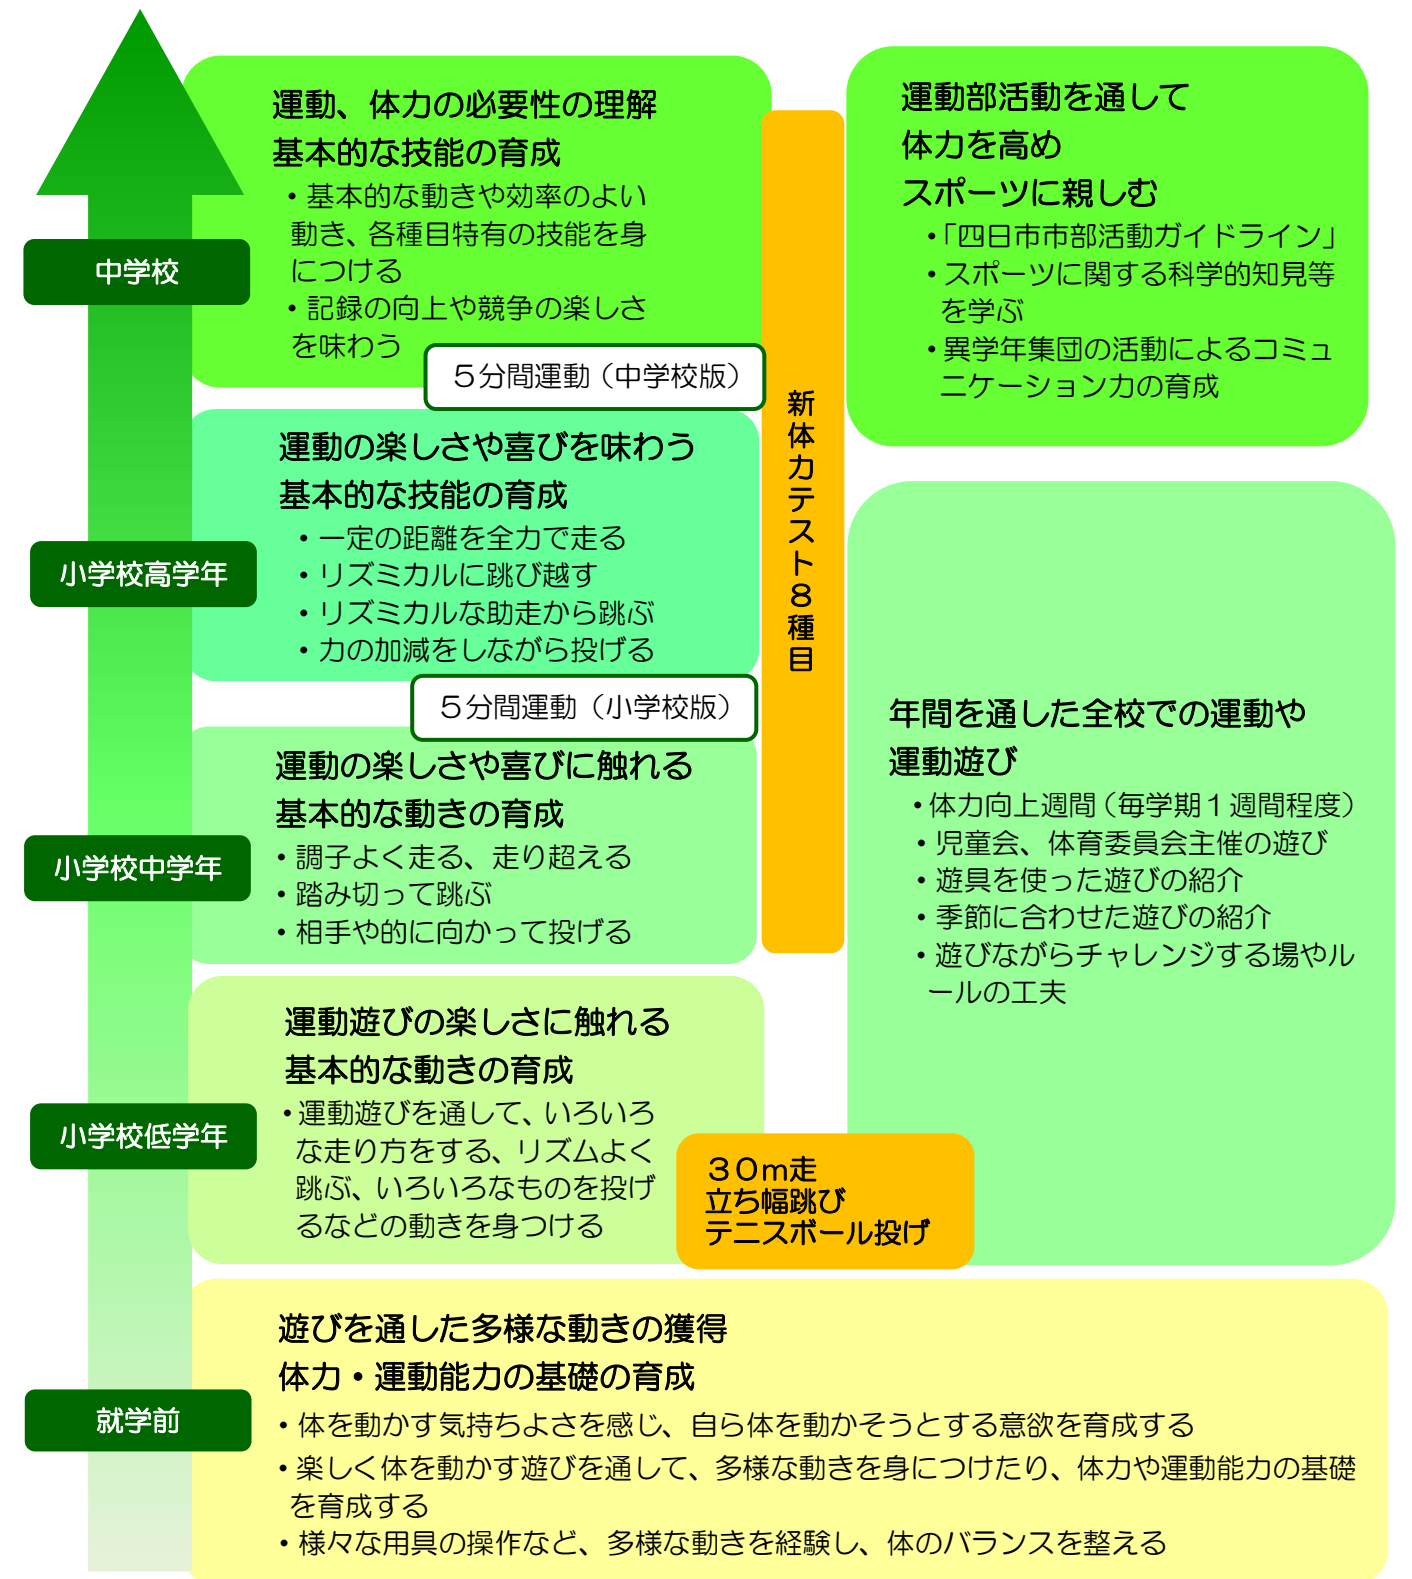 運動、体力の必要性の理解
基本的な技能の育成
・基本的な動きや効率のよい
動き、各種目特有の技能を身
につける
・記録の向上や競争の楽しさ
を味わう
中学校
5分間運動（中学校版）
運動部活動を通して
体力を高め
スポーツに親しむ
・「四日市市部活動ガイドライン」
・スポーツに関する科学的知見等
を学ぶ
・異学年集団の活動によるコミュ
ニケーション力の育成
新体力テスト８種目
運動の楽しさや喜びを味わう
基本的な技能の育成
・一定の距離を全力で走る
・リズミカルに跳び越す
・リズミカルな助走から跳ぶ
・力の加減をしながら投げる
小学校高学年
５分間運動（小学校版）
運動の楽しさや喜びに触れる
基本的な動きの育成
・調子よく走る、走り超える
・踏み切って跳ぶ
・相手や的に向かって投げる
小学校中学年
年間を通した全校での運動や
運動遊び
・体力向上週間（毎学期１週間程度）
・児童会、体育委員会主催の遊び
・遊具を使った遊びの紹介
・季節に合わせた遊びの紹介
・遊びながらチャレンジする場やル
ールの工夫
運動遊びの楽しさに触れる
基本的な動きの育成
・運動遊びを通して、いろいろ
な走り方をする、リズムよく
跳ぶ、いろいろなものを投げ
るなどの動きを身つける
小学校低学年
３０ｍ走
立ち幅跳び
テニスボール投げ
遊びを通した多様な動きの獲得
体力・運動能力の基礎の育成
・体を動かす気持ちよさを感じ、自ら体を動かそうとする意欲を育成する
・楽しく体を動かす遊びを通して、多様な動きを身につけたり、体力や運動能力の基礎
を育成する
・様々な用具の操作など、多様な動きを経験し、体のバランスを整える
就学前